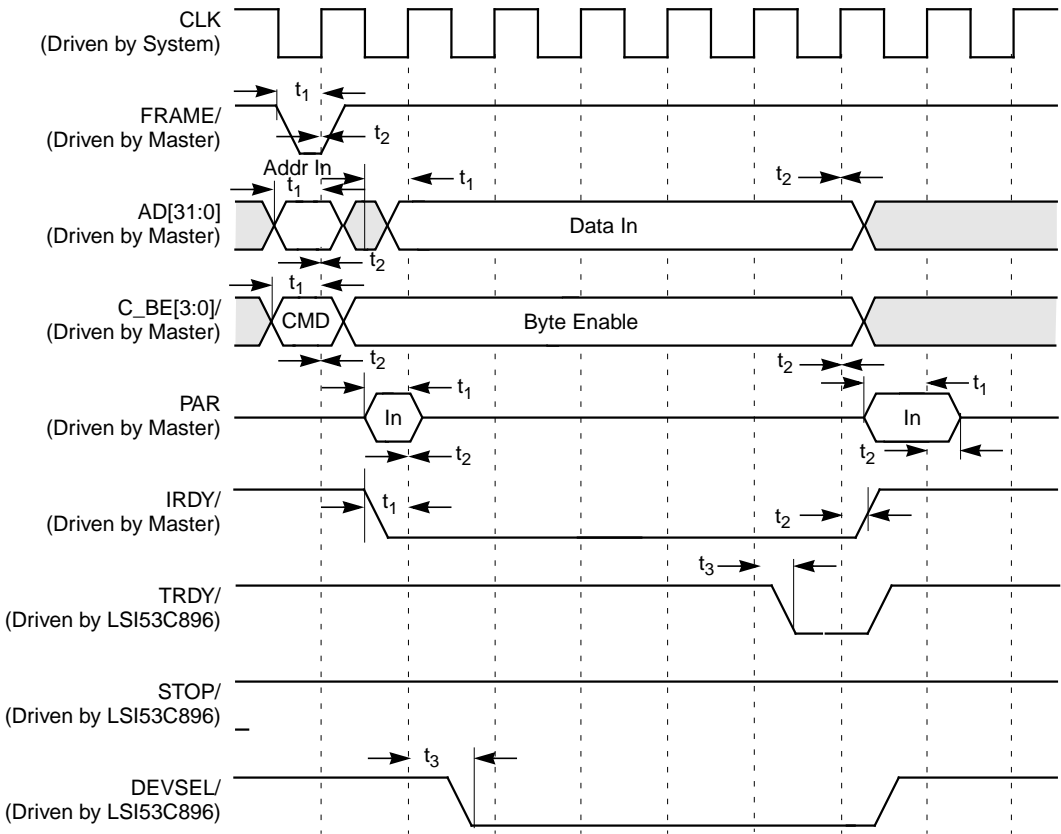 CLK
(Driven by System)
t1
FRAME/
(Driven by Master)
t2
Addr In
t1
t1
t2
AD[31:0]
(Driven by Master)
Data In
t2
t1
C_BE[3:0]/
(Driven by Master)
CMD
Byte Enable
t2
t2
t1
t1
PAR
(Driven by Master)
In
In
t2
t2
IRDY/
(Driven by Master)
t1
t2
t3
TRDY/
(Driven by LSI53C896)
STOP/
(Driven by LSI53C896)
t3
DEVSEL/
(Driven by LSI53C896)